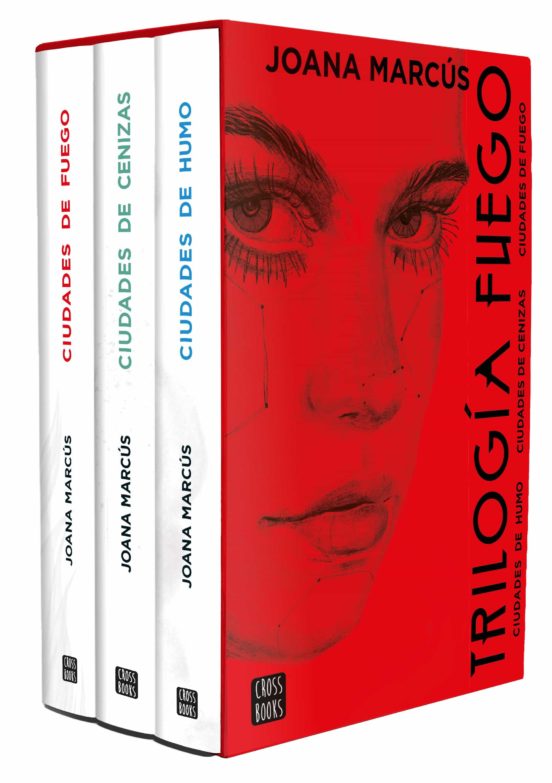 CIUDADES DE FUEGO
JOANA MARCÚS
CROSS
BOOKS
CIUDADES DE CENIZAS
JOANA MARCÚS
CROSS
BOOKS
CIUDADES DE HUMO
JOANA MARCÚS
CROSS
BOOKS
JOANA MARCÚS
TRILOGÍA FUEGO
CIUDADES DE HUMO
CIUDADES DE CENIZAS
CIUDADES DE FUEGO
CROSS
BOOKS